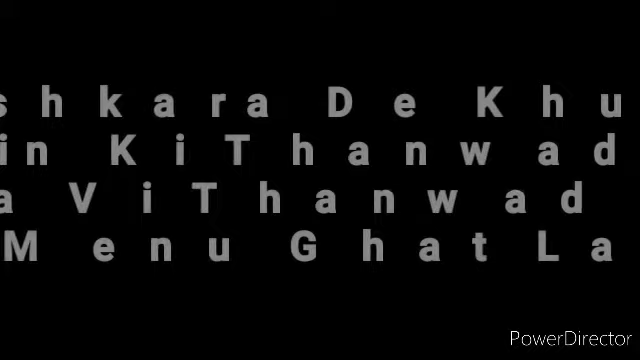 shkara De Khu
in KiThanwad
a ViThanwad
Menu Ghat La
PowerDirector